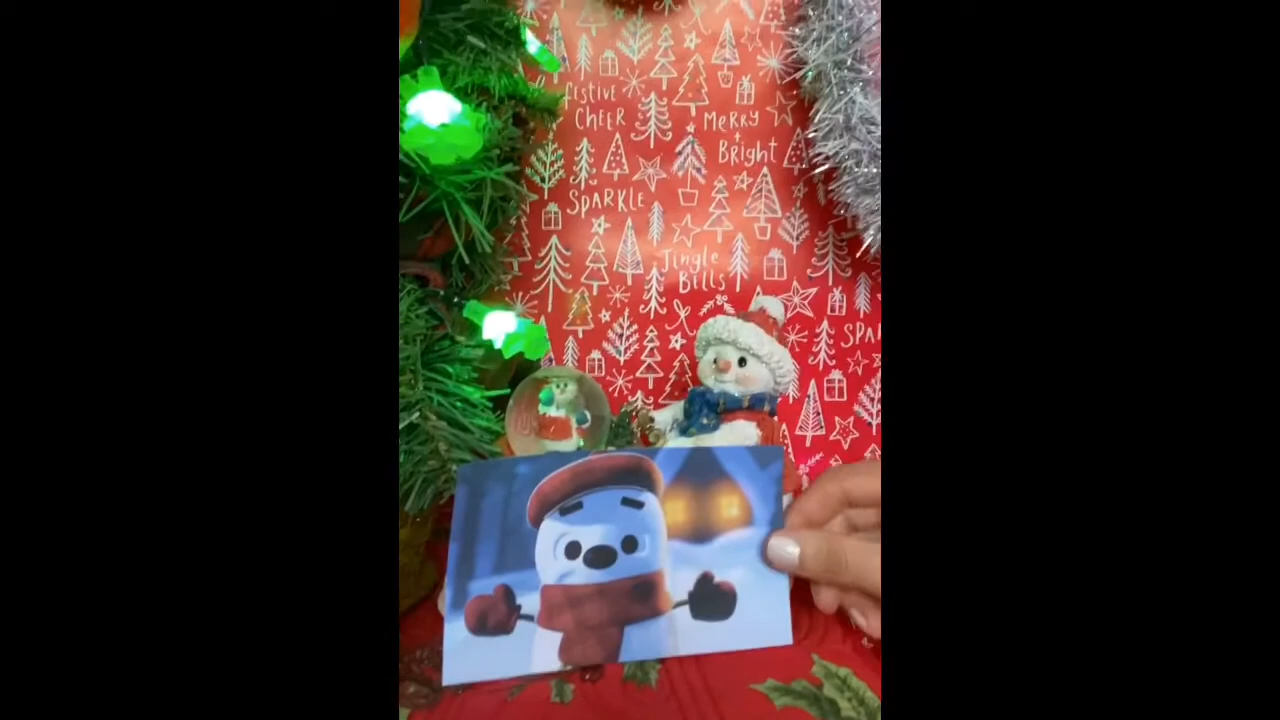 festive
CHEER
MERRY
+
Bright
SPARKLE
Jingle
BELLS
SPA